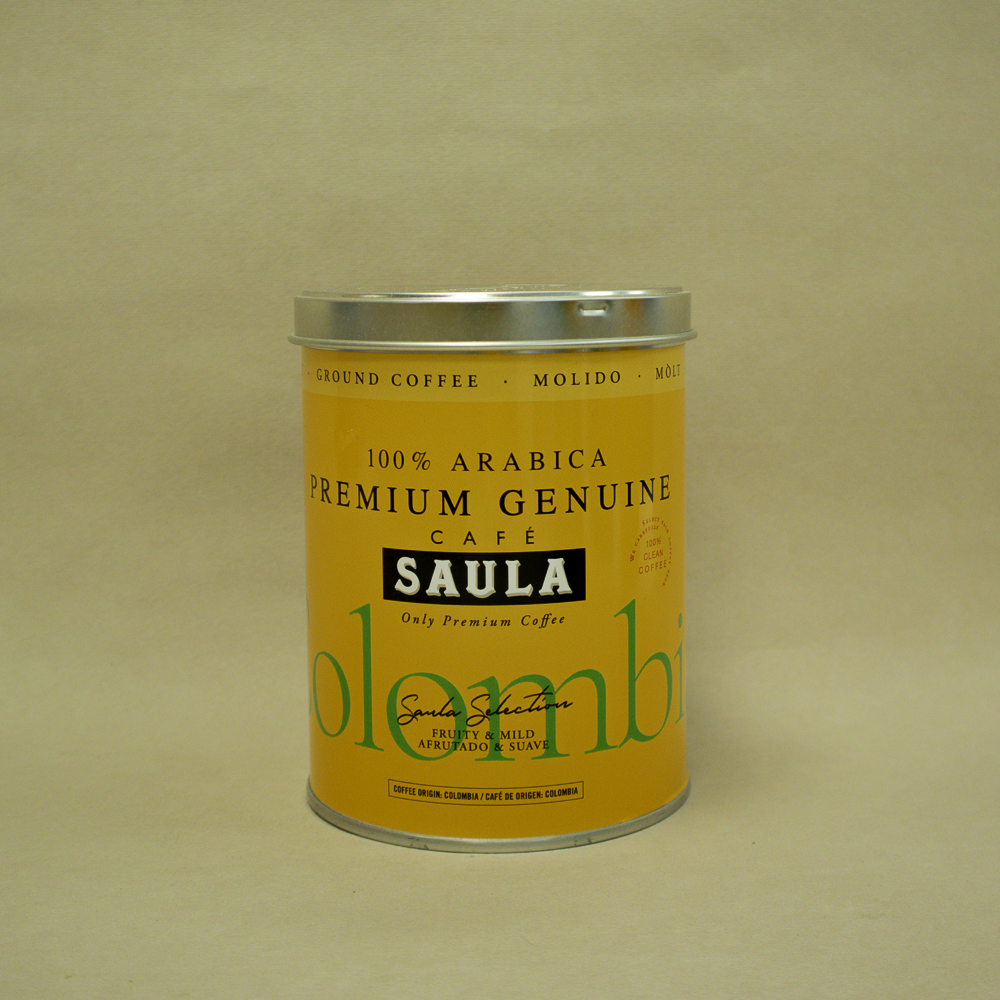 · GROUND COFFEE · MOLIDO · MÒLT
100% ARABICA
PREMIUM GENUINE
CAFÉ
SAULA
Only Premium Coffee
100%
CLEAN
COFFEE
olombi
Saula Selection
FRUITY & MILD
AFRUTADO & SUAVE
COFFEE ORIGIN: COLOMBIA / CAFÉ DE ORIGEN: COLOMBIA